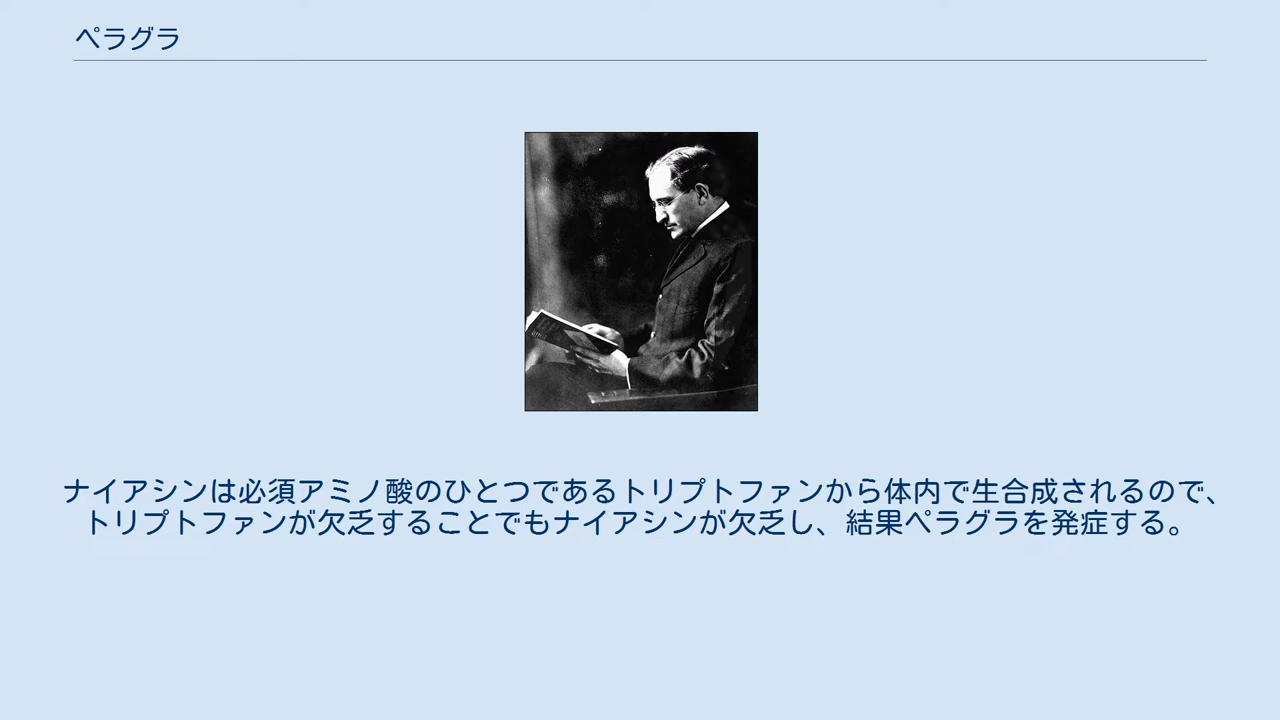 ペラグラ
ナイアシンは必須アミノ酸のひとつであるトリプトファンから体内で生合成されるので、
トリプトファンが欠乏することでもナイアシンが欠乏し、結果ペラグラを発症する。